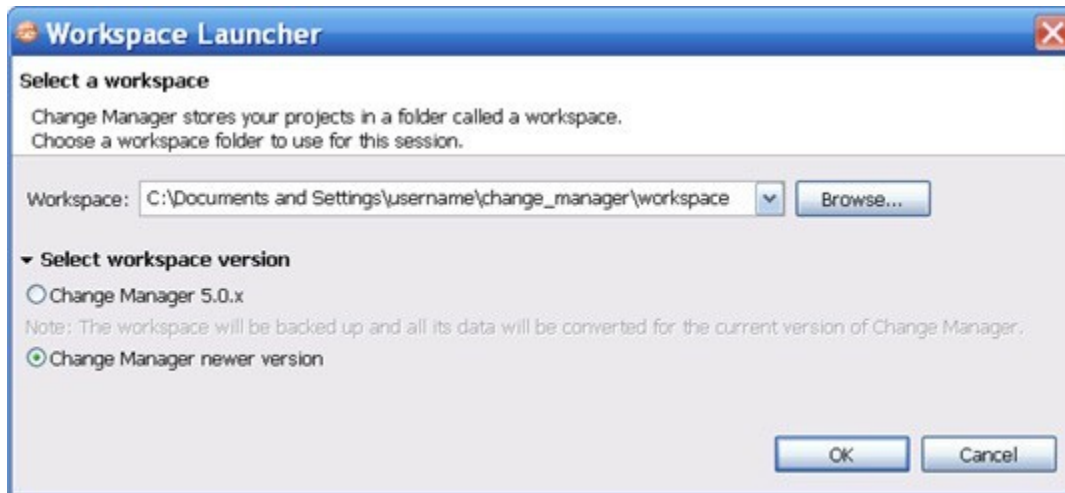 Workspace Launcher
Select a workspace
Change Manager stores your projects in a folder called a workspace.
Choose a workspace folder to use for this session.
Workspace: C:\Documents and Settings\username\change_manager\workspace Browse...
Select workspace version
Change Manager 5.0.x
Note: The workspace will be backed up and all its data will be converted for the current version of Change Manager.
Change Manager newer version
OK Cancel